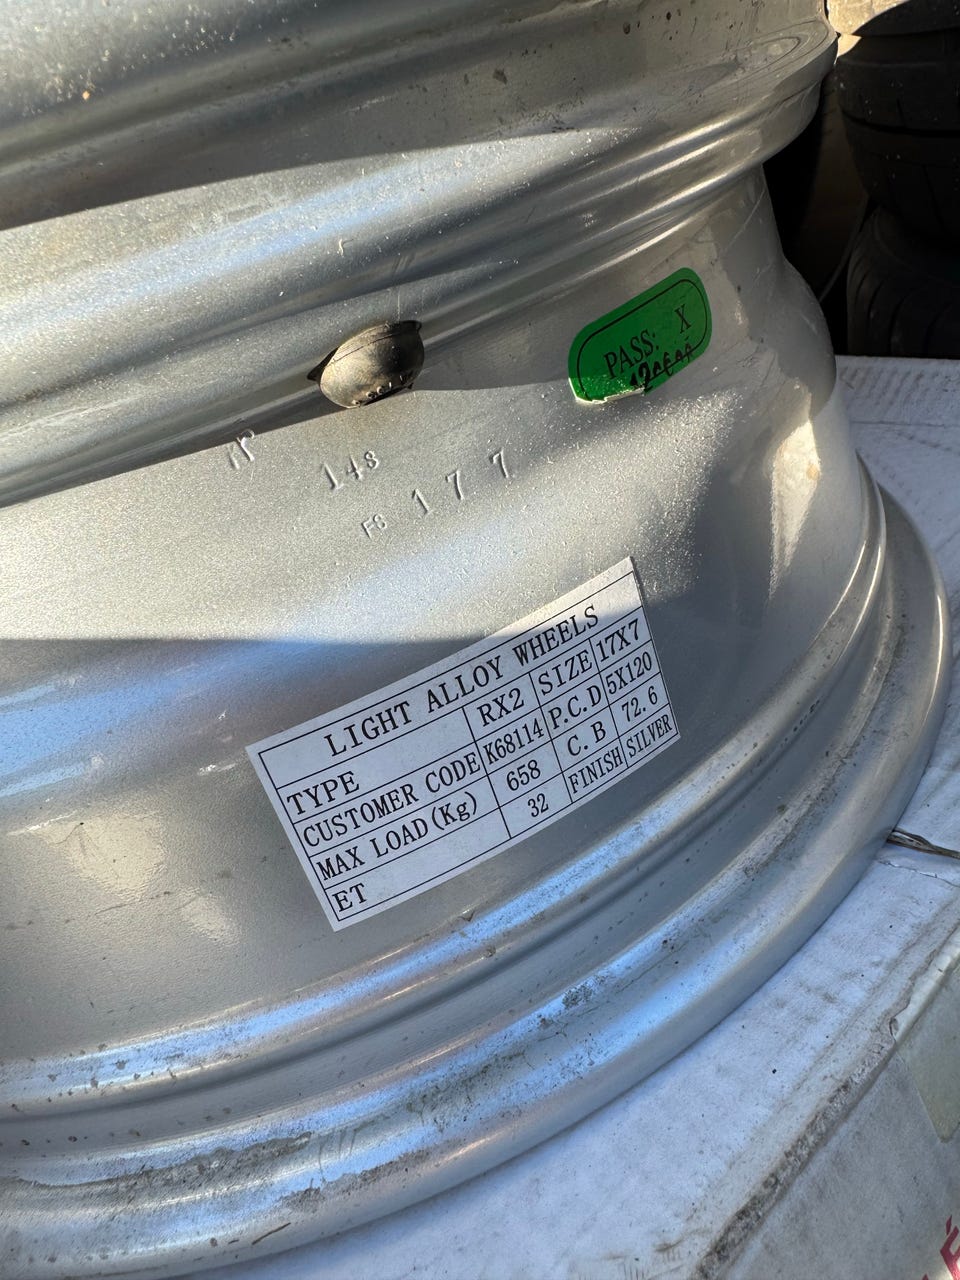 PASS: X
148
FS 177
LIGHT ALLOY WHEELS
TYPE RX2 SIZE 17X7
CUSTOMER CODE K68114 P.C.D 5X120
MAX LOAD(Kg) 658 C.B 72.6
ET 32 FINISH SILVER